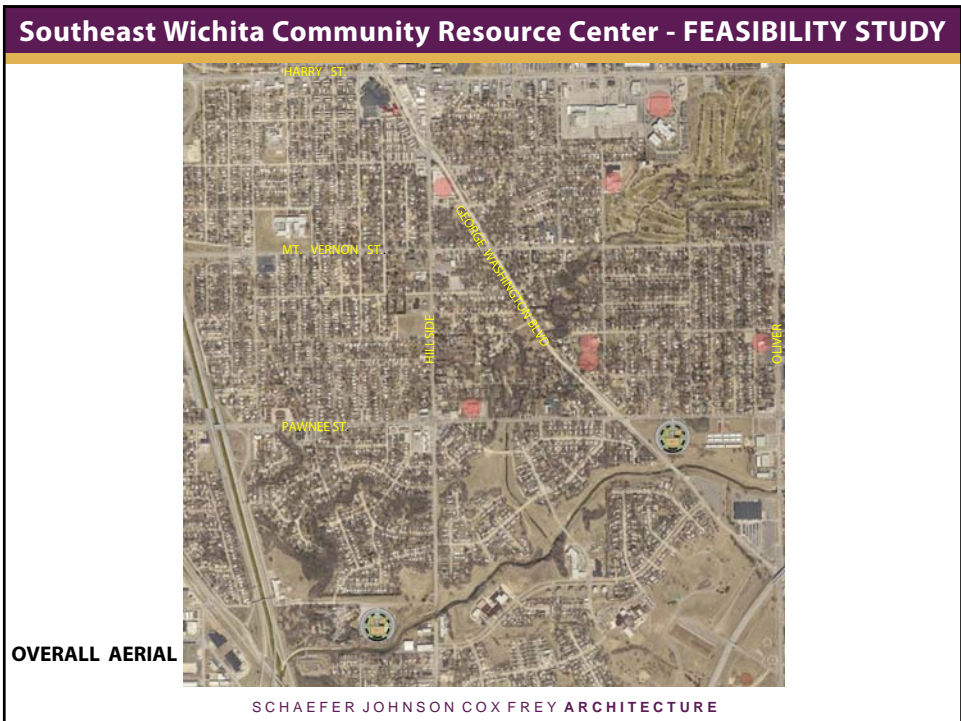 Southeast Wichita Community Resource Center - FEASIBILITY STUDY
HARRY ST.
GEORGE WASHINGTON BLVD
MT. VERNON ST.
HILLSIDE
OLIVER
PAWNEE ST.
OVERALL AERIAL
SCHAEFER JOHNSON COX FREY ARCHITECTURE